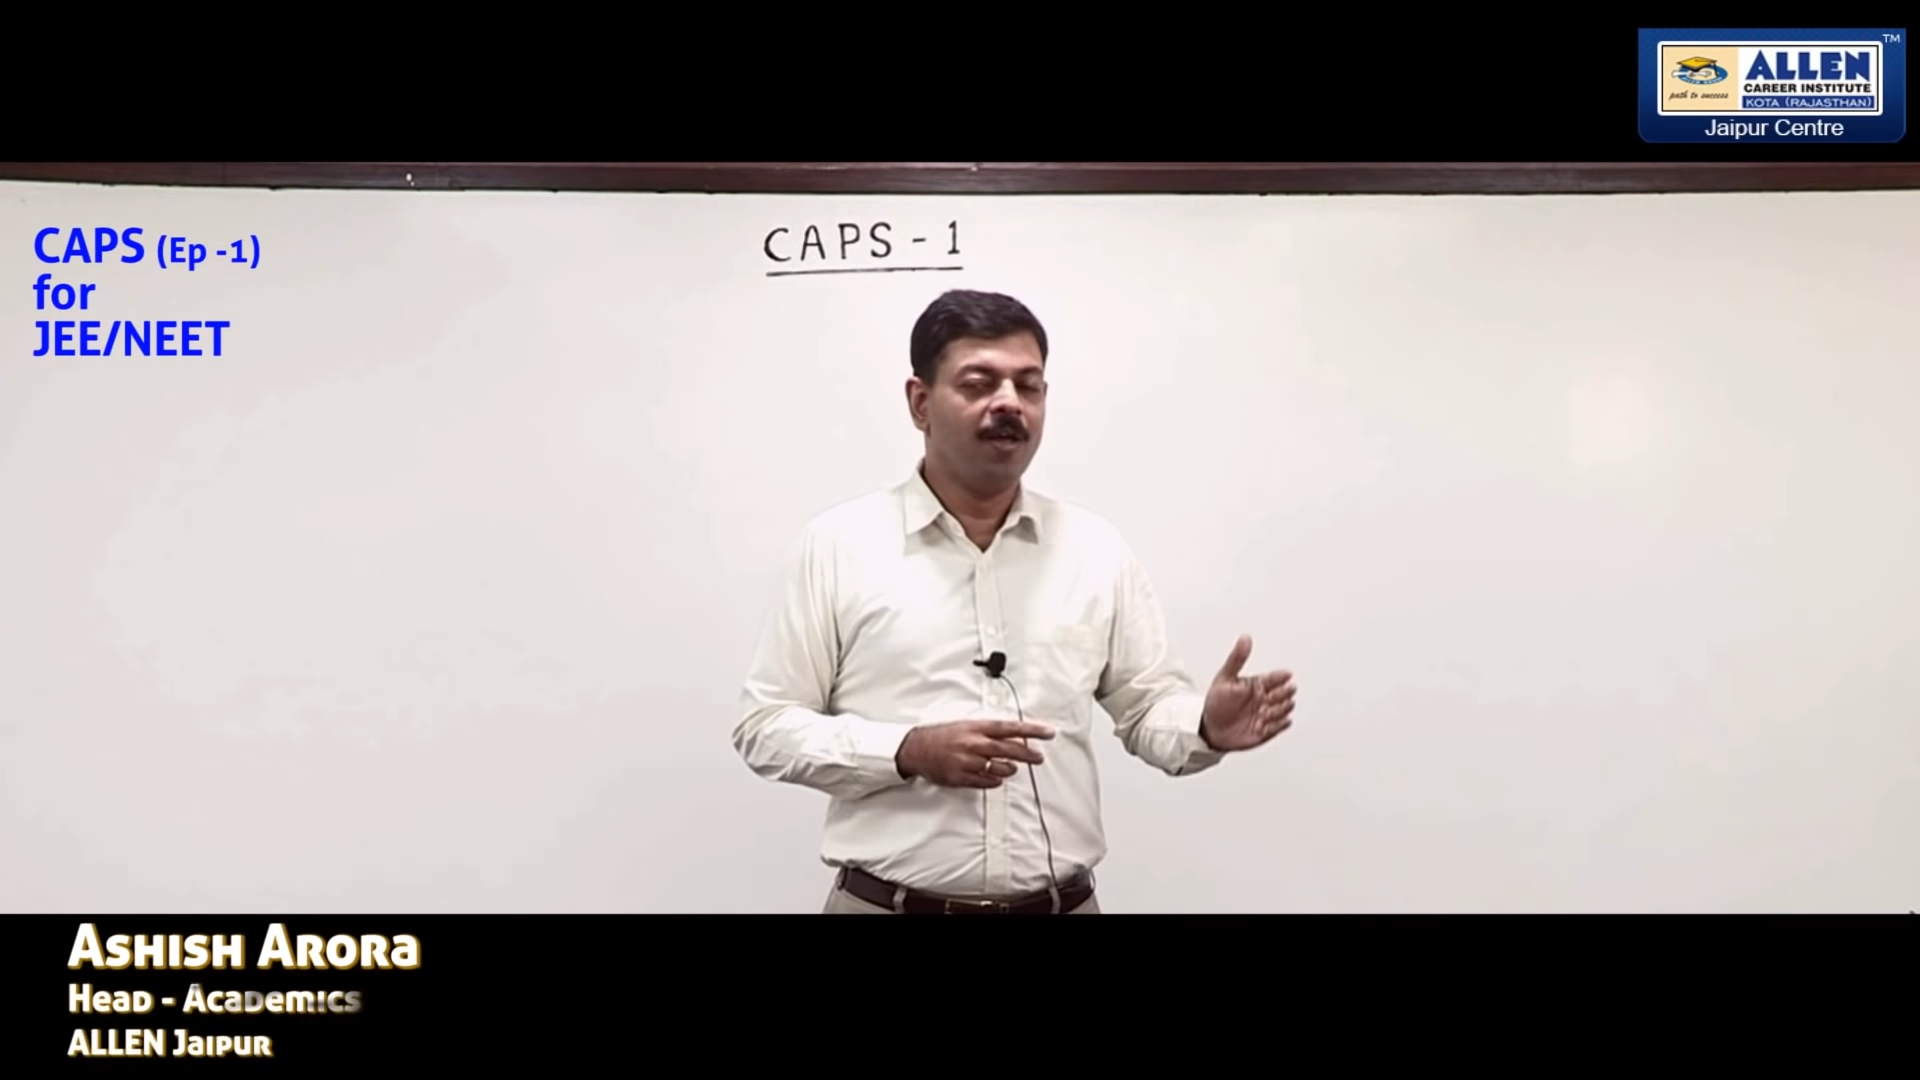 TM
ALLEN
CAREER INSTITUTE
path to success
KOTA (RAJASTHAN)
Jaipur Centre
CAPS (Ep -1)
for
JEE/NEET
CAPS - 1
Ashish Arora
Head - Academics
ALLEN Jaipur